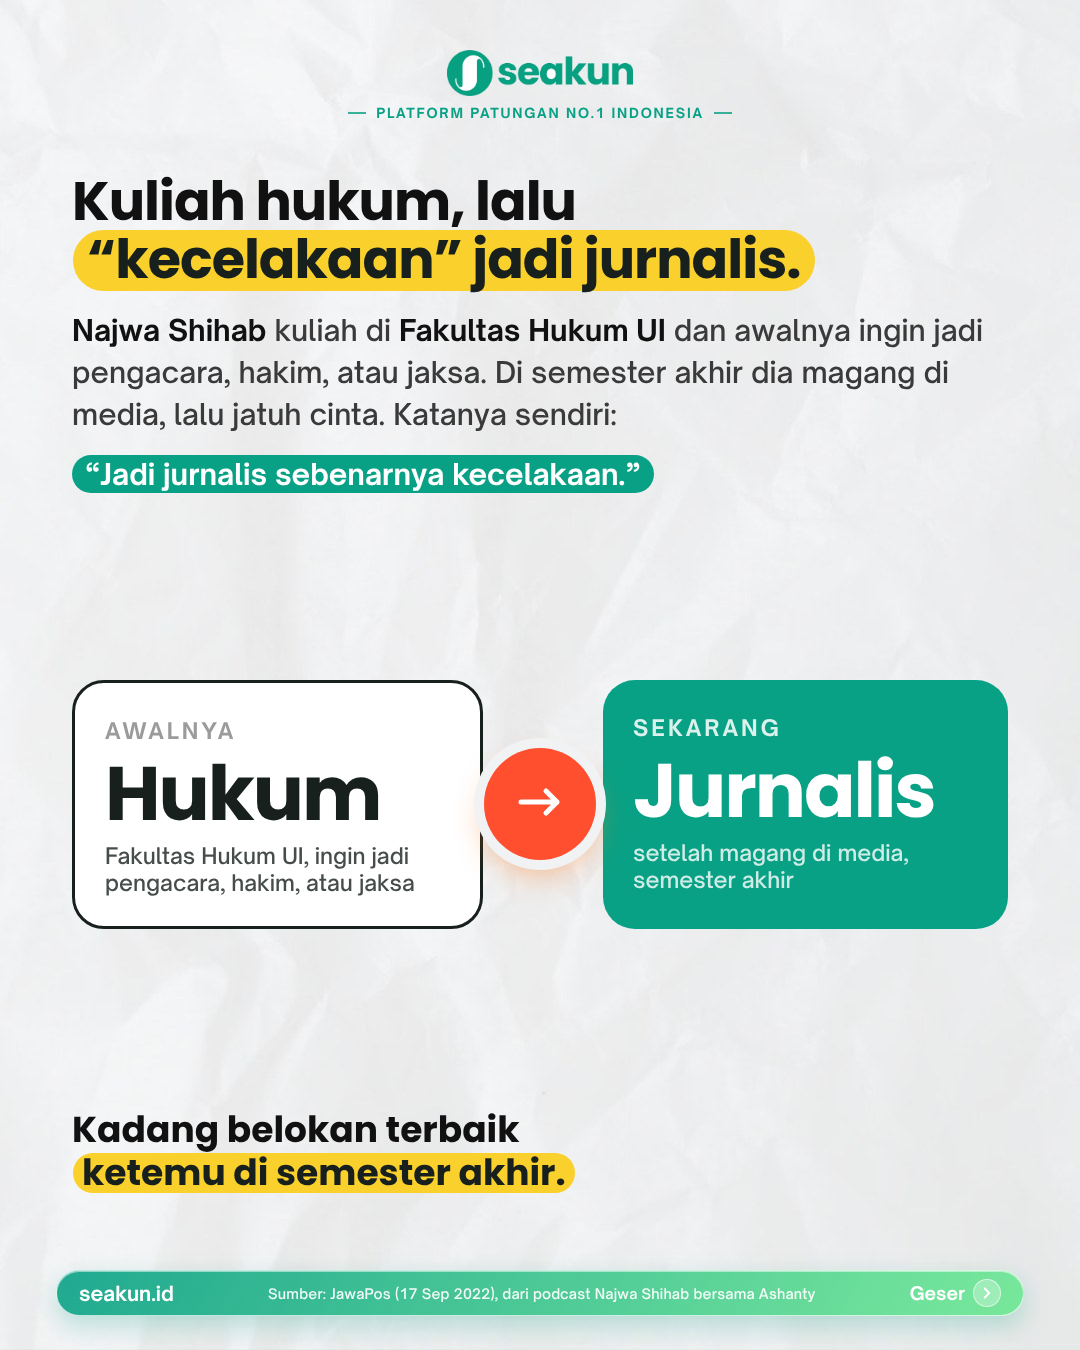 seakun
PLATFORM PATUNGAN NO.1 INDONESIA
Kuliah hukum, lalu
“kecelakaan” jadi jurnalis.
Najwa Shihab kuliah di Fakultas Hukum UI dan awalnya ingin jadi
pengacara, hakim, atau jaksa. Di semester akhir dia magang di
media, lalu jatuh cinta. Katanya sendiri:
“Jadi jurnalis sebenarnya kecelakaan.”
AWALNYA
Hukum
Fakultas Hukum UI, ingin jadi
pengacara, hakim, atau jaksa
SEKARANG
Jurnalis
setelah magang di media,
semester akhir
Kadang belokan terbaik
ketemu di semester akhir.
seakun.id
Sumber: JawaPos (17 Sep 2022), dari podcast Najwa Shihab bersama Ashanty
Geser